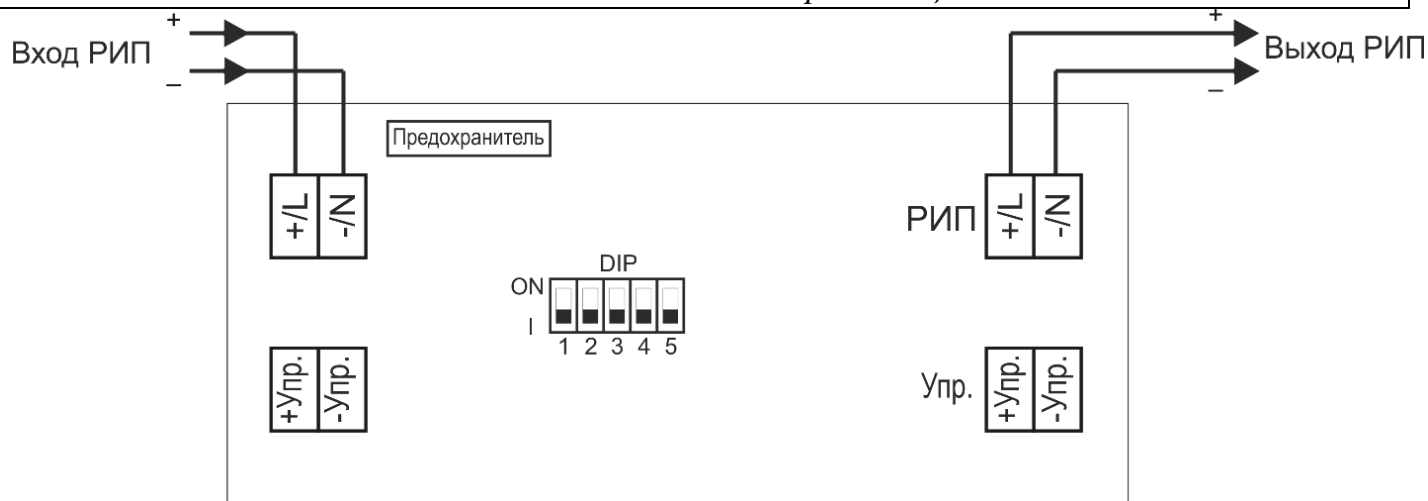 +
+
Вход РИП
Выход РИП
–
–
Предохранитель
+/L
-/N
РИП
+/L
-/N
DIP
ON
I
1 2 3 4 5
+Упр.
-Упр.
Упр.
+Упр.
-Упр.